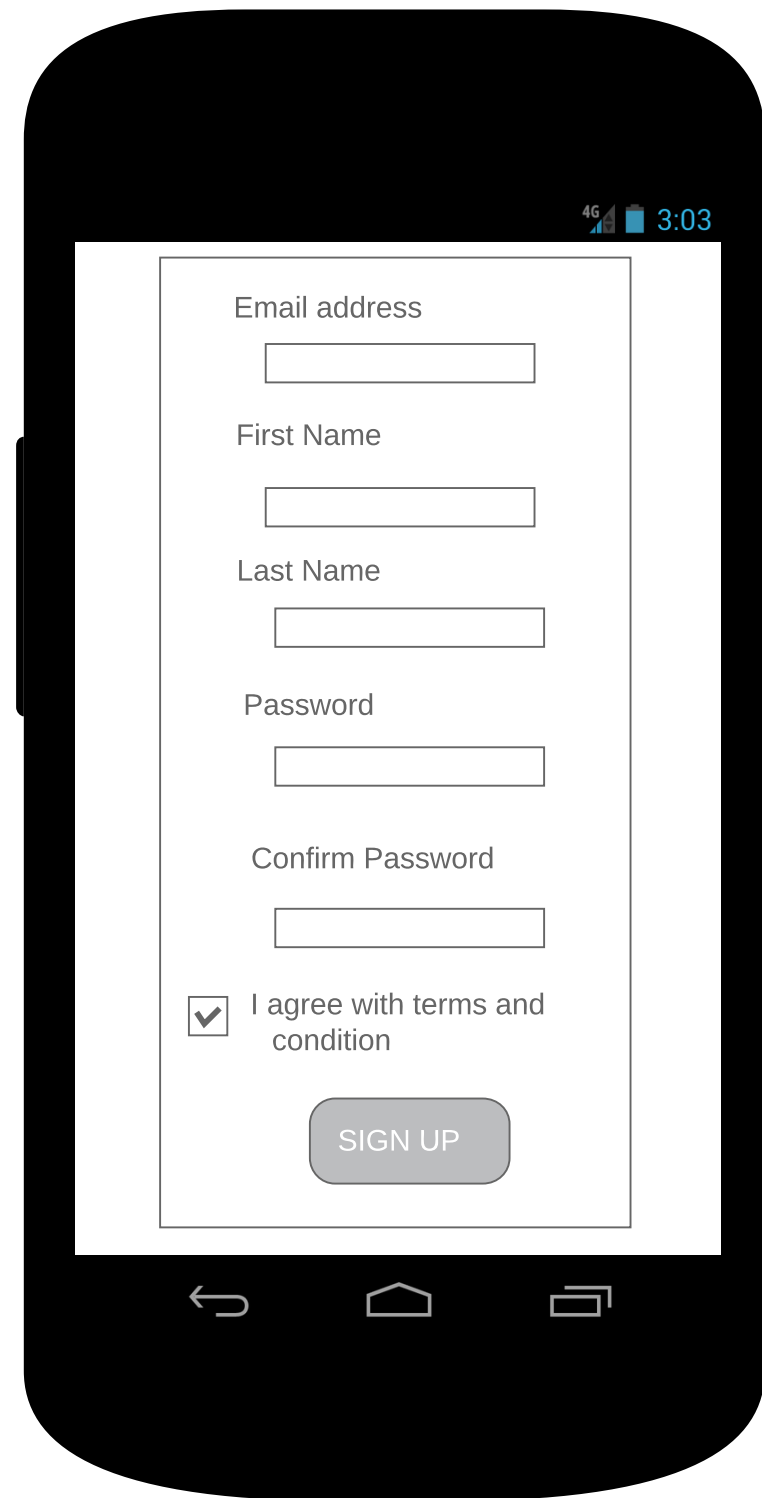 4G 3:03
Email address
First Name
Last Name
Password
Confirm Password
I agree with terms and
condition
SIGN UP